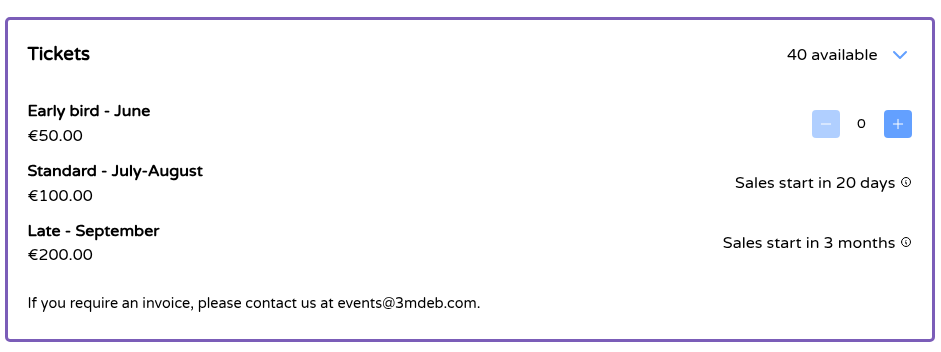 Tickets
40 available
Early bird - June
€50.00
0
Standard - July-August
€100.00
Sales start in 20 days
Late - September
€200.00
Sales start in 3 months
If you require an invoice, please contact us at events@3mdeb.com.